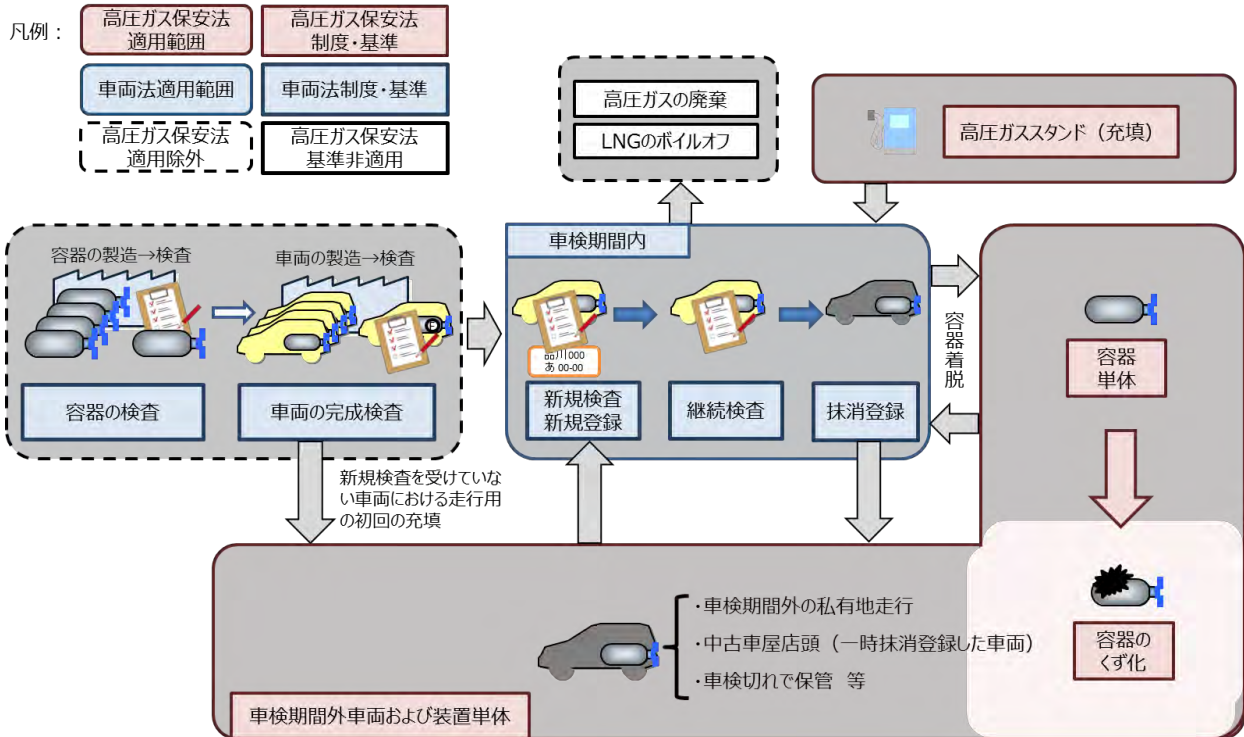 凡例：
高圧ガス保安法
適用範囲
高圧ガス保安法
制度・基準
車両法適用範囲
車両法制度・基準
高圧ガス保安法
適用除外
高圧ガス保安法
基準非適用
高圧ガスの廃棄
LNGのボイルオフ
高圧ガススタンド（充填）
容器の製造→検査
車両の製造→検査
容器の検査
車両の完成検査
車検期間内
品川 000
あ 00-00
新規検査
新規登録
継続検査
抹消登録
容器着脱
容器
単体
容器の
くず化
新規検査を受けていな
い車両における走行用
の初回の充填
・車検期間外の私有地走行
・中古車屋店頭（一時抹消登録した車両）
・車検切れで保管 等
車検期間外車両および装置単体